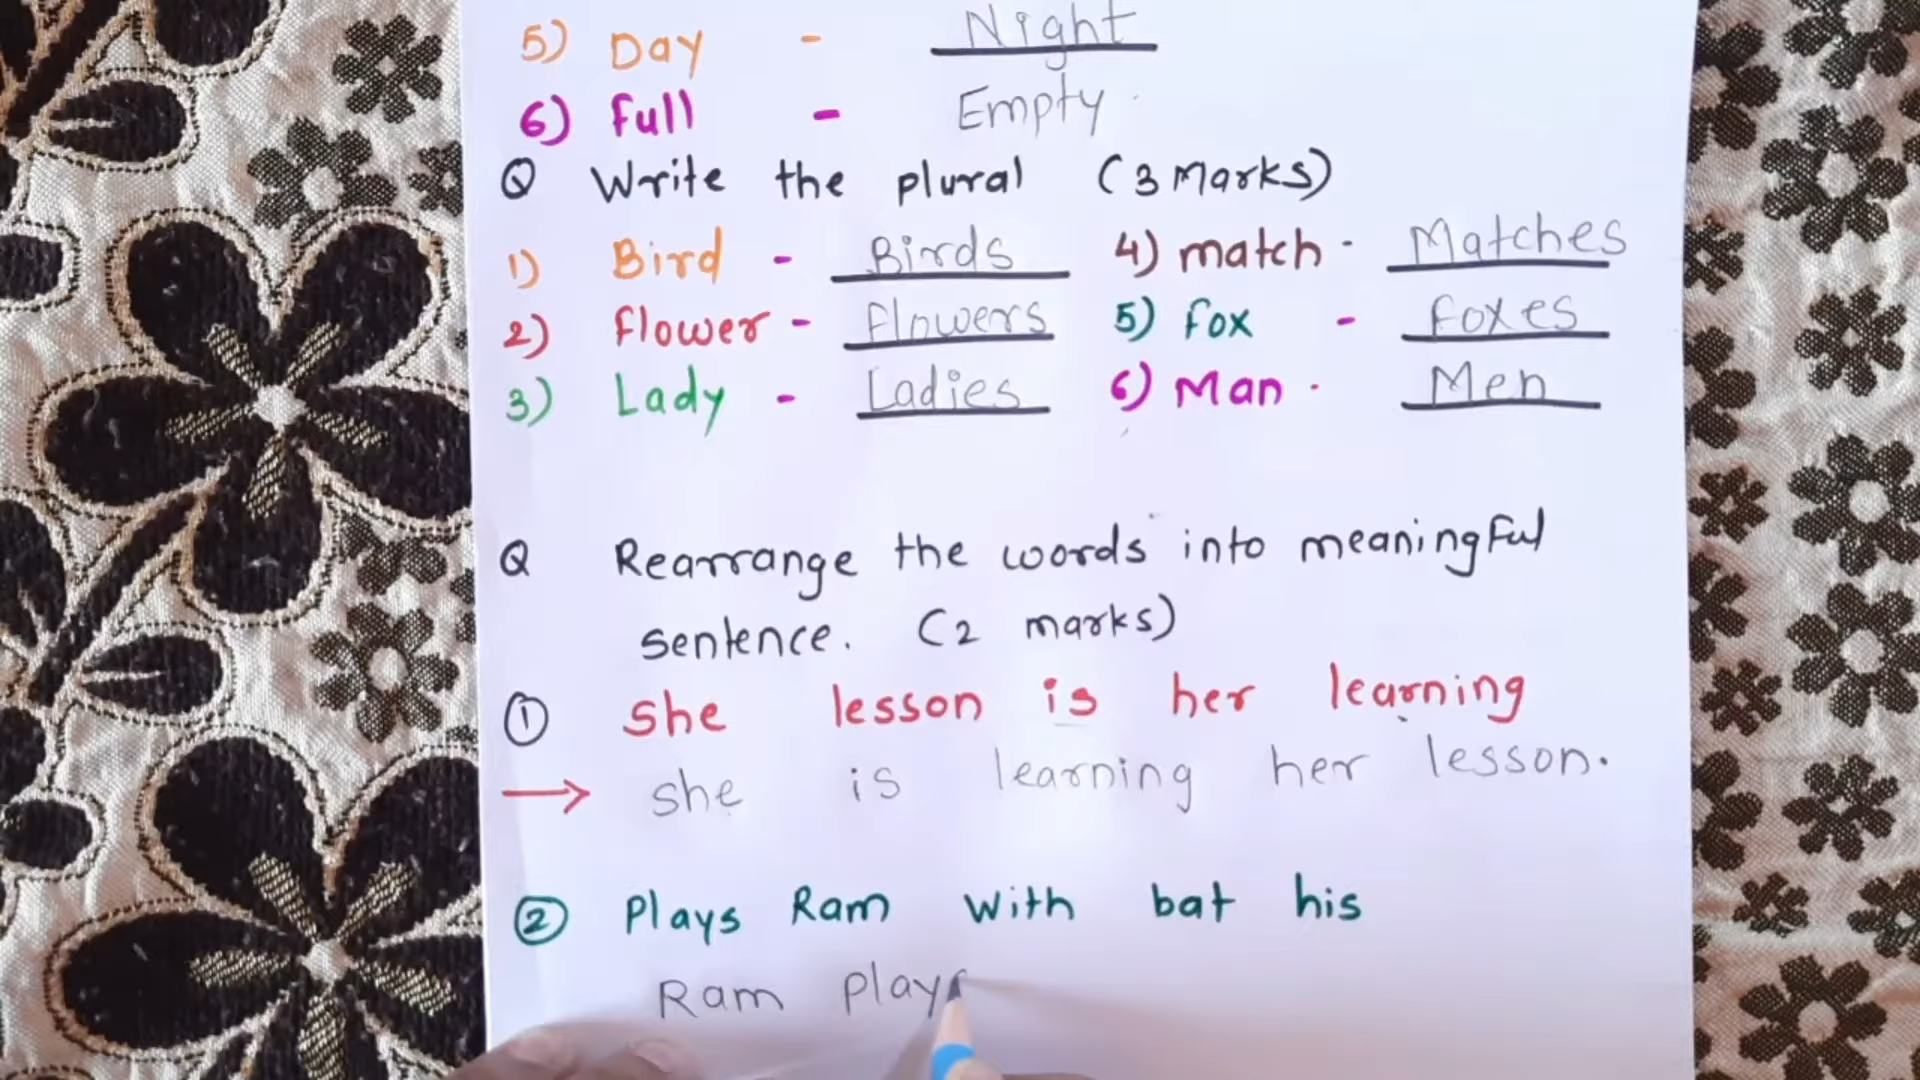 5) Day - Night
6) Full - Empty
Q Write the plural (3 Marks)
1) Bird - Birds 4) match - Matches
2) Flower - Flowers 5) fox - foxes
3) Lady - Ladies 6) Man - Men
Q Rearrange the words into meaningful
sentence. (2 marks)
① She lesson is her learning
→ she is learning her lesson.
② Plays Ram with bat his
Ram plays